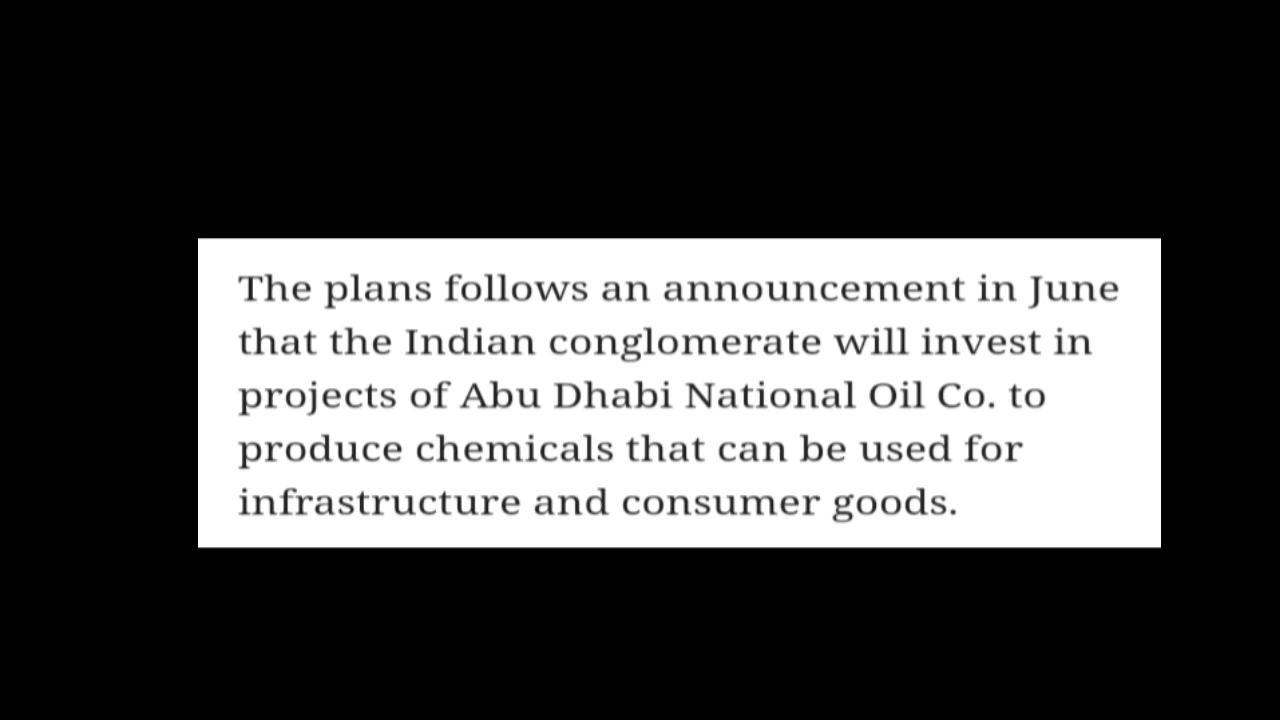 The plans follows an announcement in June
that the Indian conglomerate will invest in
projects of Abu Dhabi National Oil Co. to
produce chemicals that can be used for
infrastructure and consumer goods.